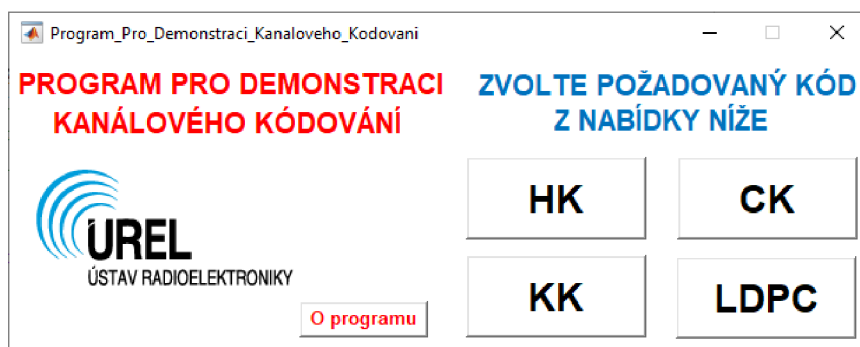 Program_Pro_Demonstraci_Kanaloveho_Kodovani
PROGRAM PRO DEMONSTRACI
KANÁLOVÉHO KÓDOVÁNÍ
ÚREL
ÚSTAV RADIOELEKTRONIKY
O programu
ZVOLTE POŽADOVANÝ KÓD
Z NABÍDKY NÍŽE
HK
CK
KK
LDPC